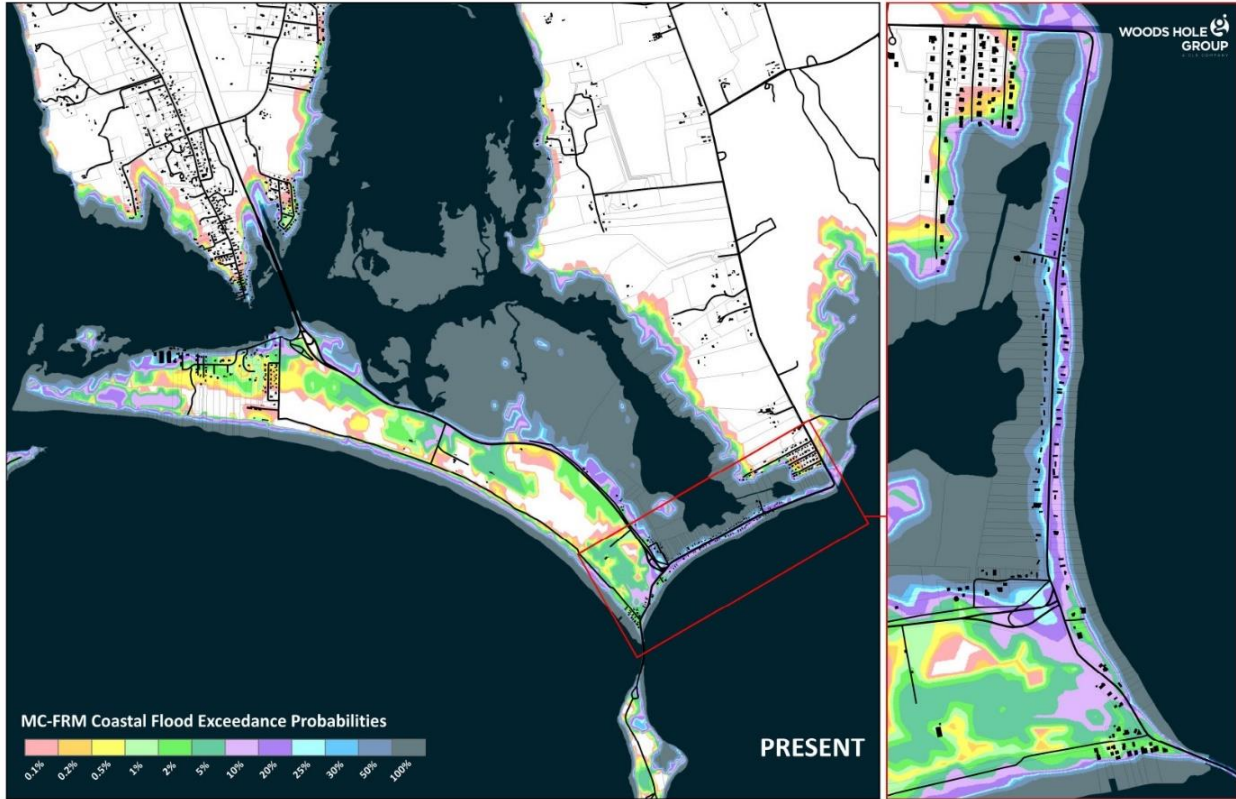 WOODS HOLE
GROUP
MC-FRM Coastal Flood Exceedance Probabilities
0.1% 0.2% 0.5% 1% 2% 5% 10% 20% 25% 30% 50% 100%
PRESENT